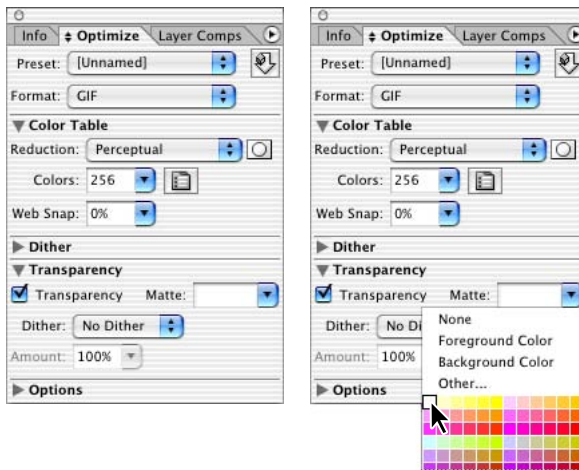 Info Optimize Layer Comps
Preset: [Unnamed]
Format: GIF
Color Table
Reduction: Perceptual
Colors: 256
Web Snap: 0%
Dither
Transparency
Transparency Matte:
Dither: No Dither
Amount: 100%
Options
Info Optimize Layer Comps
Preset: [Unnamed]
Format: GIF
Color Table
Reduction: Perceptual
Colors: 256
Web Snap: 0%
Dither
Transparency
Transparency Matte:
None
Dither: No Di
Foreground Color
Amount: 100%
Background Color
Other...
Options